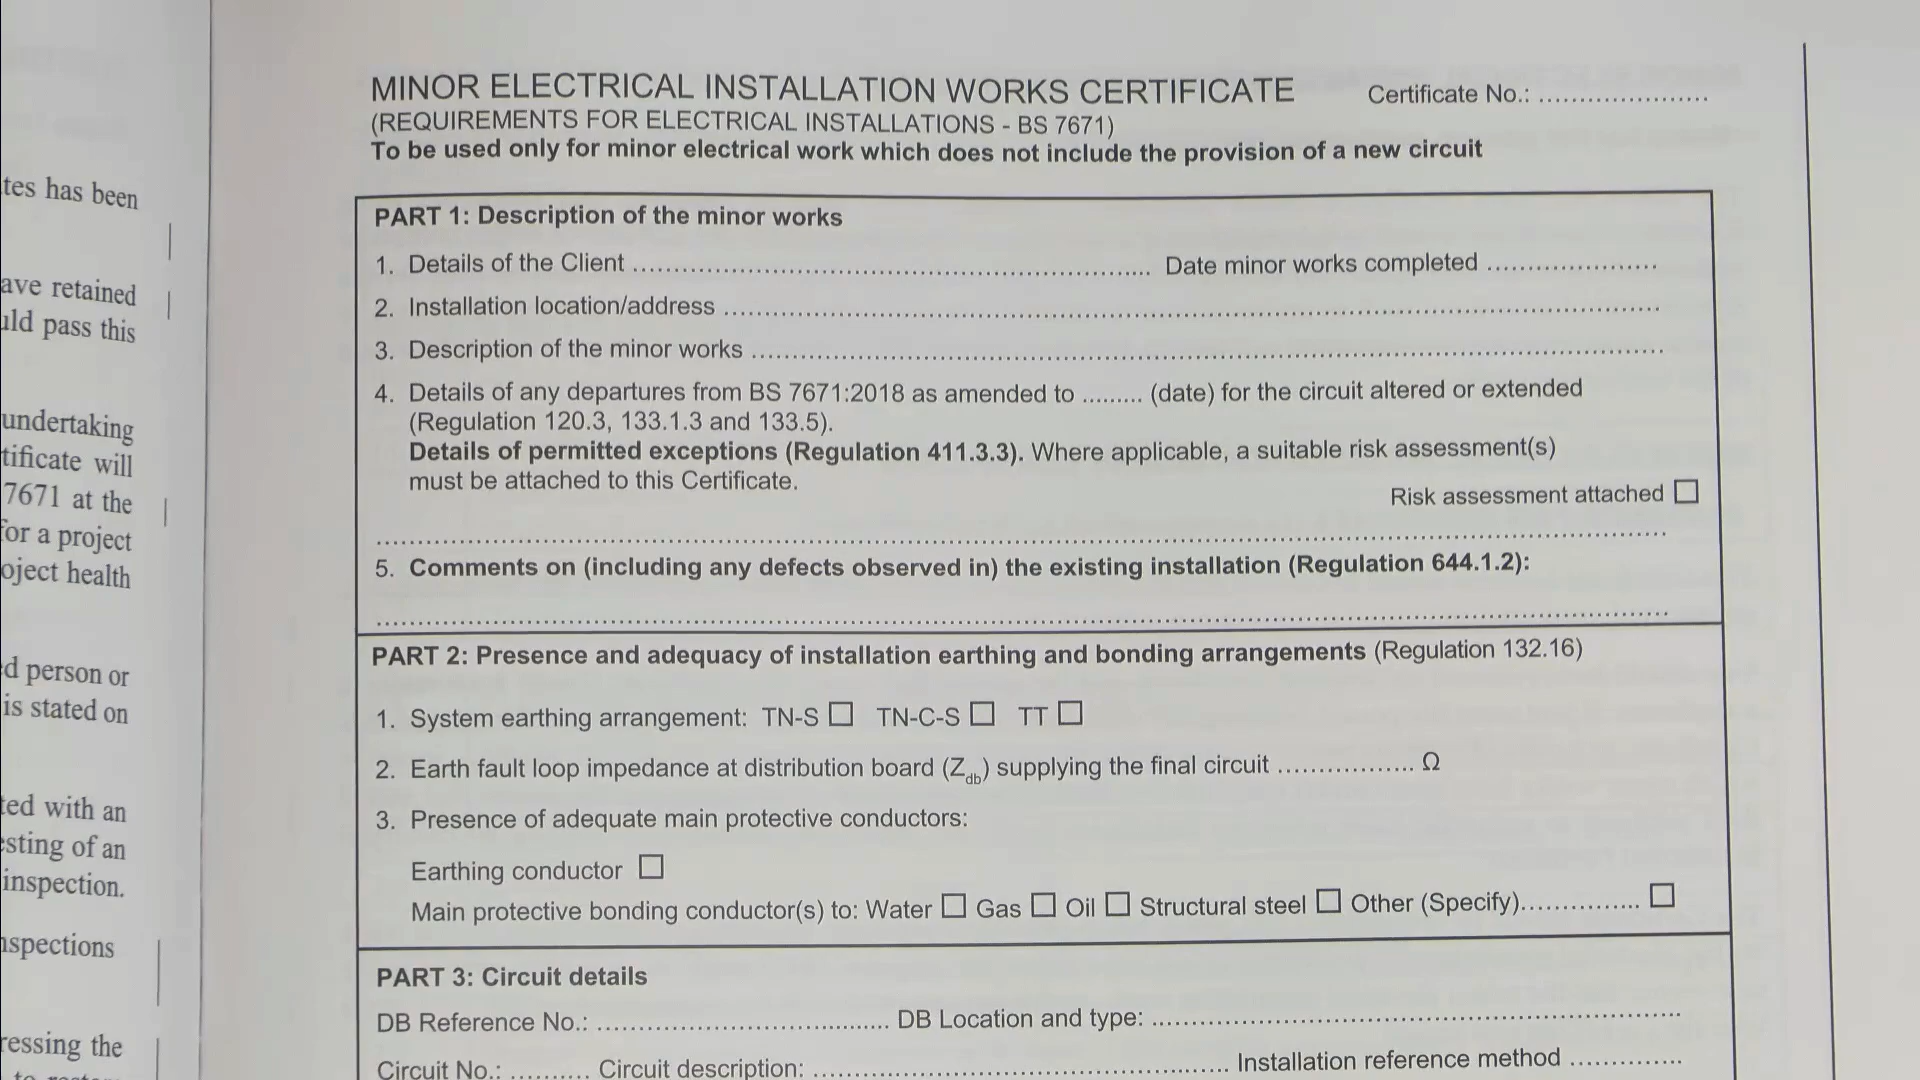 tes has been
ave retained
uld pass this
undertaking
tificate will
7671 at the
for a project
oject health
d person or
is stated on
ted with an
esting of an
inspection.
nspections
ressing the
MINOR ELECTRICAL INSTALLATION WORKS CERTIFICATE Certificate No.: .....................
(REQUIREMENTS FOR ELECTRICAL INSTALLATIONS - BS 7671)
To be used only for minor electrical work which does not include the provision of a new circuit
PART 1: Description of the minor works
1. Details of the Client ................................................................ Date minor works completed .....................
2. Installation location/address ................................................................
3. Description of the minor works ................................................................
4. Details of any departures from BS 7671:2018 as amended to ......... (date) for the circuit altered or extended
(Regulation 120.3, 133.1.3 and 133.5).
Details of permitted exceptions (Regulation 411.3.3). Where applicable, a suitable risk assessment(s)
must be attached to this Certificate.
Risk assessment attached ☐
................................................................
5. Comments on (including any defects observed in) the existing installation (Regulation 644.1.2):
................................................................
PART 2: Presence and adequacy of installation earthing and bonding arrangements (Regulation 132.16)
1. System earthing arrangement: TN-S ☐ TN-C-S ☐ TT ☐
2. Earth fault loop impedance at distribution board (Zdb) supplying the final circuit ................. Ω
3. Presence of adequate main protective conductors:
Earthing conductor ☐
Main protective bonding conductor(s) to: Water ☐ Gas ☐ Oil ☐ Structural steel ☐ Other (Specify)............... ☐
PART 3: Circuit details
DB Reference No.: ..................................... DB Location and type: ................................................................
Circuit No.: .......... Circuit description: ..................................................... Installation reference method ..............